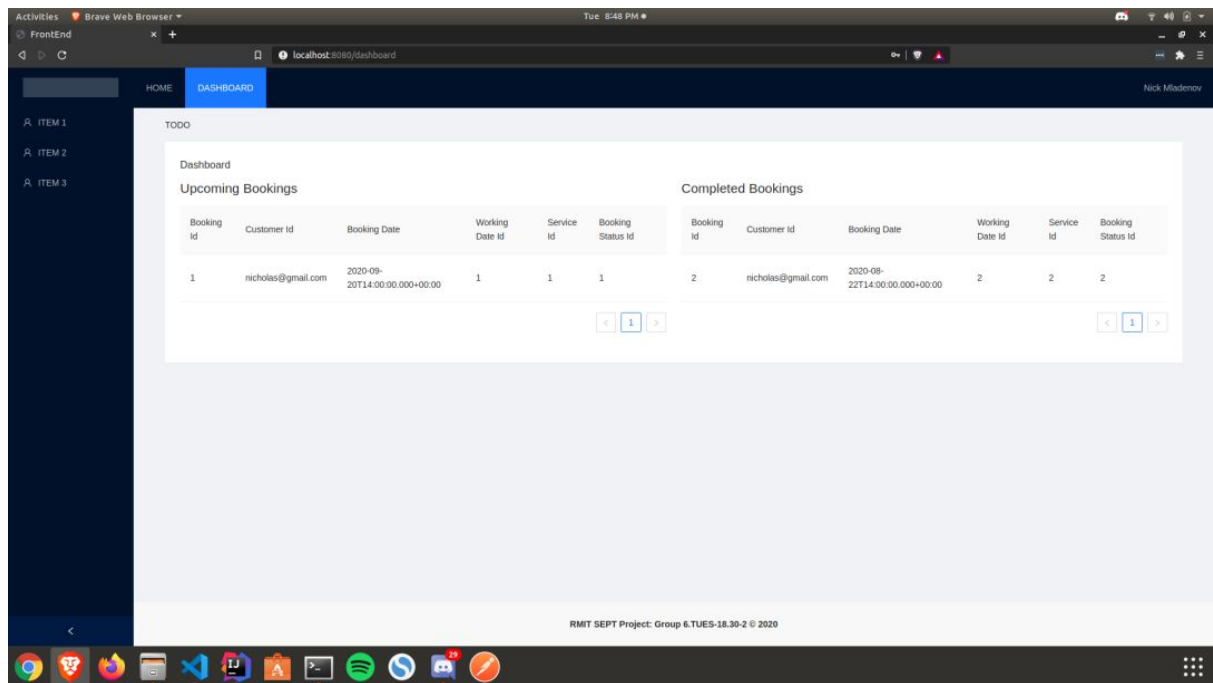 Activities Brave Web Browser Tue 8:48 PM
FrontEnd
localhost:8080/dashboard
HOME DASHBOARD Nick Mladenov
ITEM 1
ITEM 2
ITEM 3
TODO
Dashboard
Upcoming Bookings
Booking Id Customer Id Booking Date Working Date Id Service Id Booking Status Id
1 nicholas@gmail.com 2020-09-20T14:00:00.000+00:00 1 1 1
1
Completed Bookings
Booking Id Customer Id Booking Date Working Date Id Service Id Booking Status Id
2 nicholas@gmail.com 2020-08-22T14:00:00.000+00:00 2 2 2
1
RMIT SEPT Project: Group 6.TUES-18.30-2 © 2020
IJ
A
29